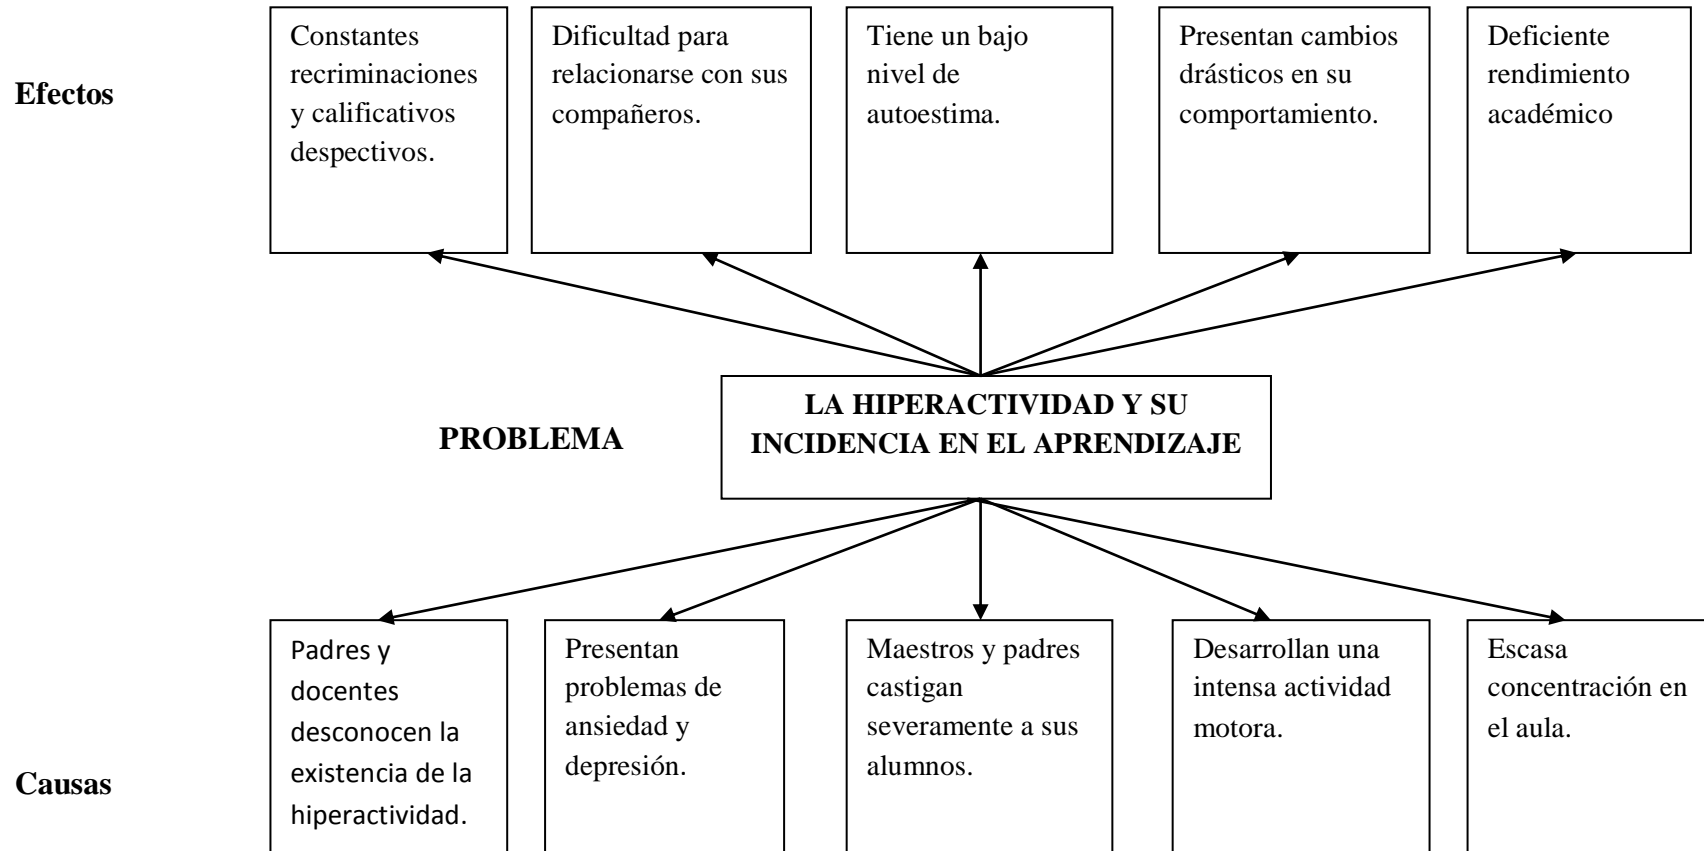 Efectos
Constantes
recriminaciones
y calificativos
despectivos.
Dificultad para
relacionarse con sus
compañeros.
Tiene un bajo
nivel de
autoestima.
Presentan cambios
drásticos en su
comportamiento.
Deficiente
rendimiento
académico
PROBLEMA
LA HIPERACTIVIDAD Y SU
INCIDENCIA EN EL APRENDIZAJE
Causas
Padres y
docentes
desconocen la
existencia de la
hiperactividad.
Presentan
problemas de
ansiedad y
depresión.
Maestros y padres
castigan
severamente a sus
alumnos.
Desarrollan una
intensa actividad
motora.
Escasa
concentración en
el aula.